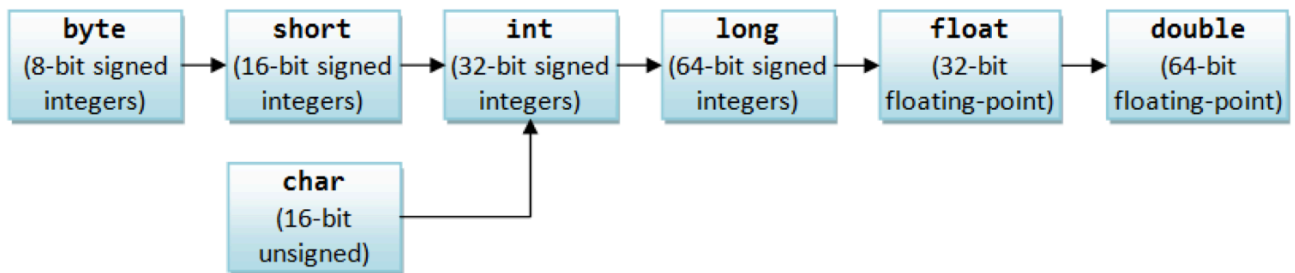 byte
(8-bit signed
integers)
short
(16-bit signed
integers)
int
(32-bit signed
integers)
long
(64-bit signed
integers)
float
(32-bit
floating-point)
double
(64-bit
floating-point)
char
(16-bit
unsigned)